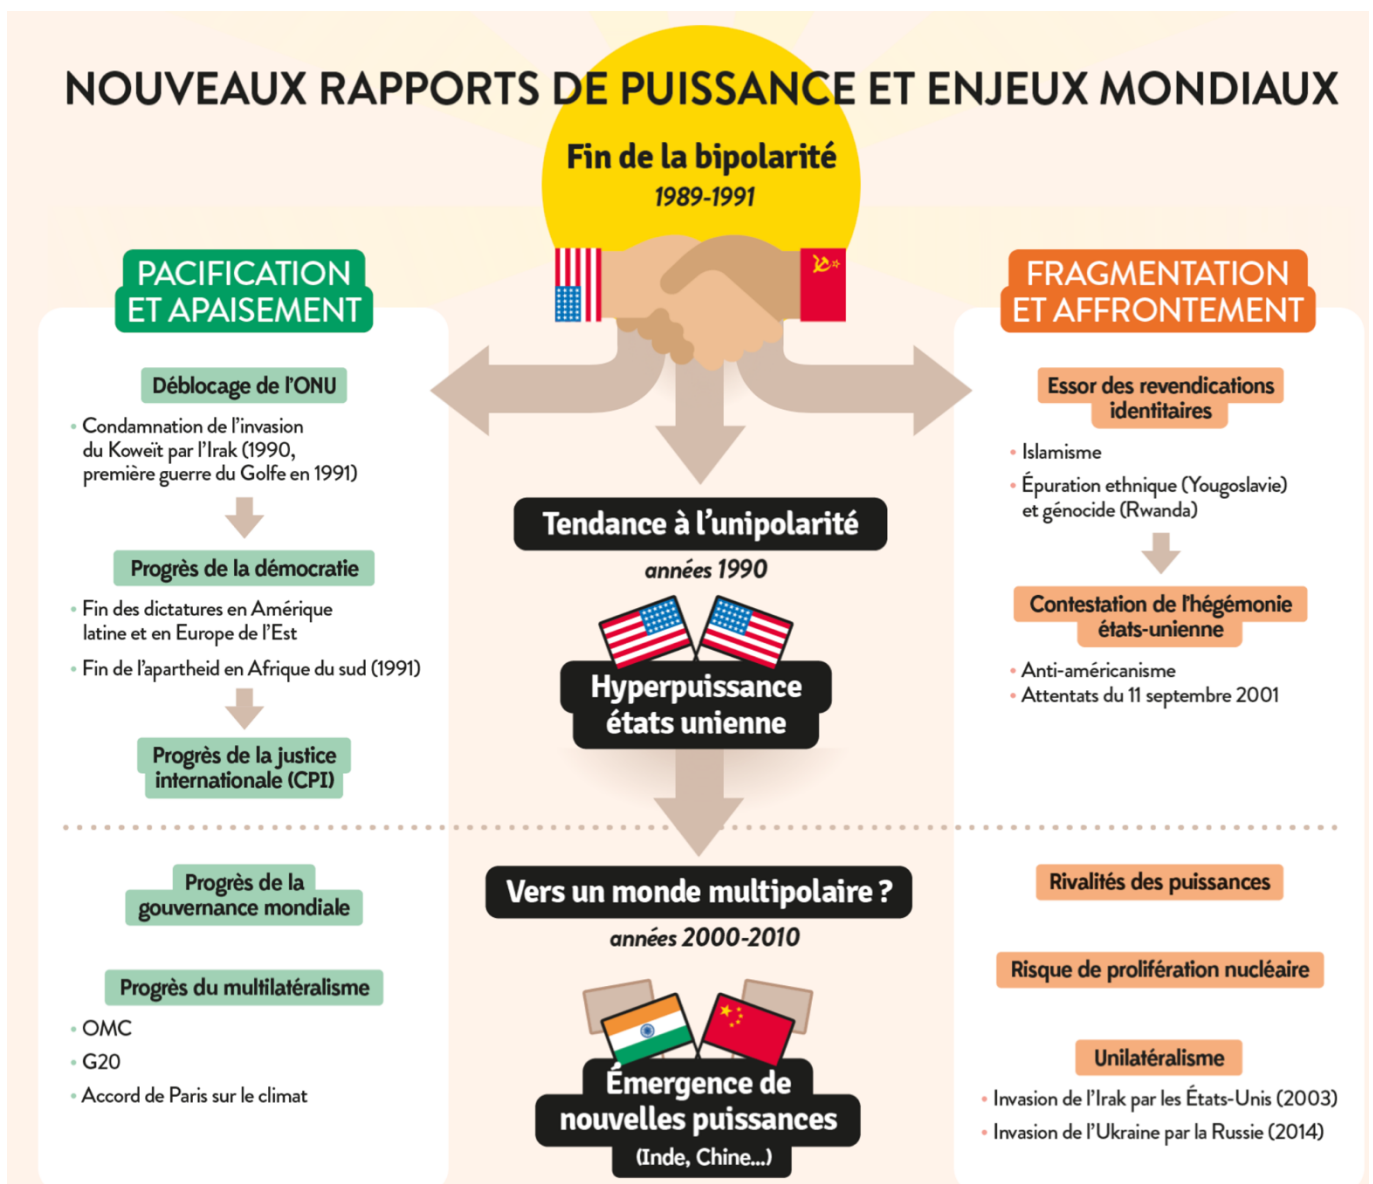 NOUVEAUX RAPPORTS DE PUISSANCE ET ENJEUX MONDIAUX
Fin de la bipolarité
1989-1991
PACIFICATION
ET APAISEMENT
Déblocage de l'ONU
• Condamnation de l'invasion
du Koweït par l'Irak (1990,
première guerre du Golfe en 1991)
Progrès de la démocratie
• Fin des dictatures en Amérique
latine et en Europe de l'Est
• Fin de l'apartheid en Afrique du sud (1991)
Progrès de la justice
internationale (CPI)
Progrès de la
gouvernance mondiale
Progrès du multilatéralisme
• OMC
• G20
• Accord de Paris sur le climat
Tendance à l'unipolarité
années 1990
Hyperpuissance
états unienne
Vers un monde multipolaire ?
années 2000-2010
Émergence de
nouvelles puissances
(Inde, Chine...)
FRAGMENTATION
ET AFFRONTEMENT
Essor des revendications
identitaires
• Islamisme
• Épuration ethnique (Yougoslavie)
et génocide (Rwanda)
Contestation de l'hégémonie
états-unienne
• Anti-américanisme
• Attentats du 11 septembre 2001
Rivalités des puissances
Risque de prolifération nucléaire
Unilatéralisme
• Invasion de l'Irak par les États-Unis (2003)
• Invasion de l'Ukraine par la Russie (2014)